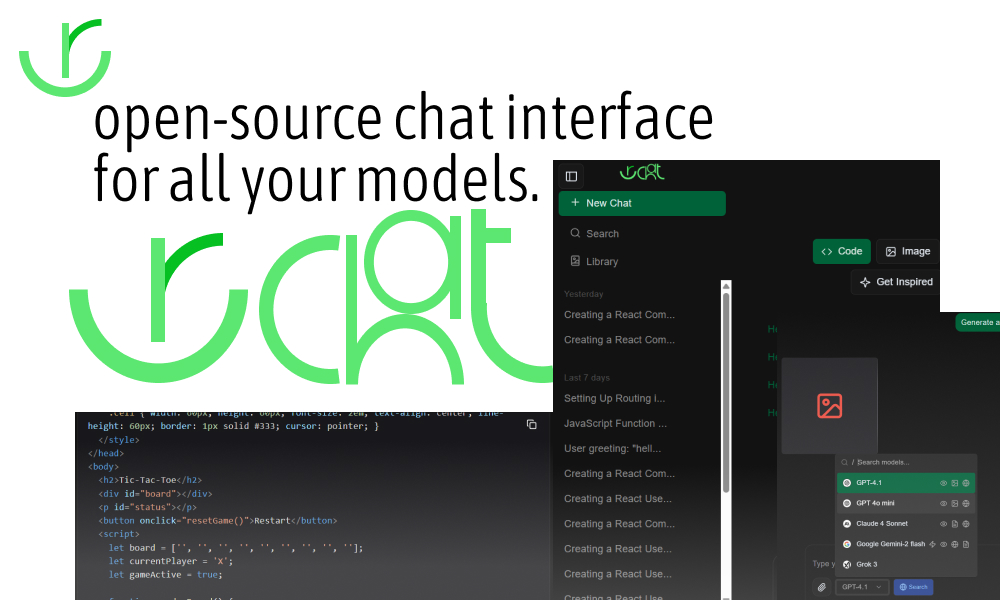 open-source chat interface
for all your models.
urchat
New Chat
Search
Library
Yesterday
Creating a React Com...
Creating a React Com...
Last 7 days
Setting Up Routing i...
JavaScript Function ...
User greeting: "hell...
Creating a React Com...
Creating a React Use...
Creating a React Com...
Creating a React Use...
Creating a React Use...
Creating a React Use...
Code
Image
Get Inspired
He
He
He
He
Generate a
/ Search models...
GPT-4.1
GPT 4o mini
Claude 4 Sonnet
Google Gemini-2 flash
Grok 3
Type y
GPT-4.1
Search
.cell { width: 60px; height: 60px; font-size: 2em; text-align: center; line-
height: 60px; border: 1px solid #333; cursor: pointer; }
</style>
</head>
<body>
<h2>Tic-Tac-Toe</h2>
<div id="board"></div>
<p id="status"></p>
<button onclick="resetGame()">Restart</button>
<script>
let board = ['', '', '', '', '', '', '', '', ''];
let currentPlayer = 'X';
let gameActive = true;